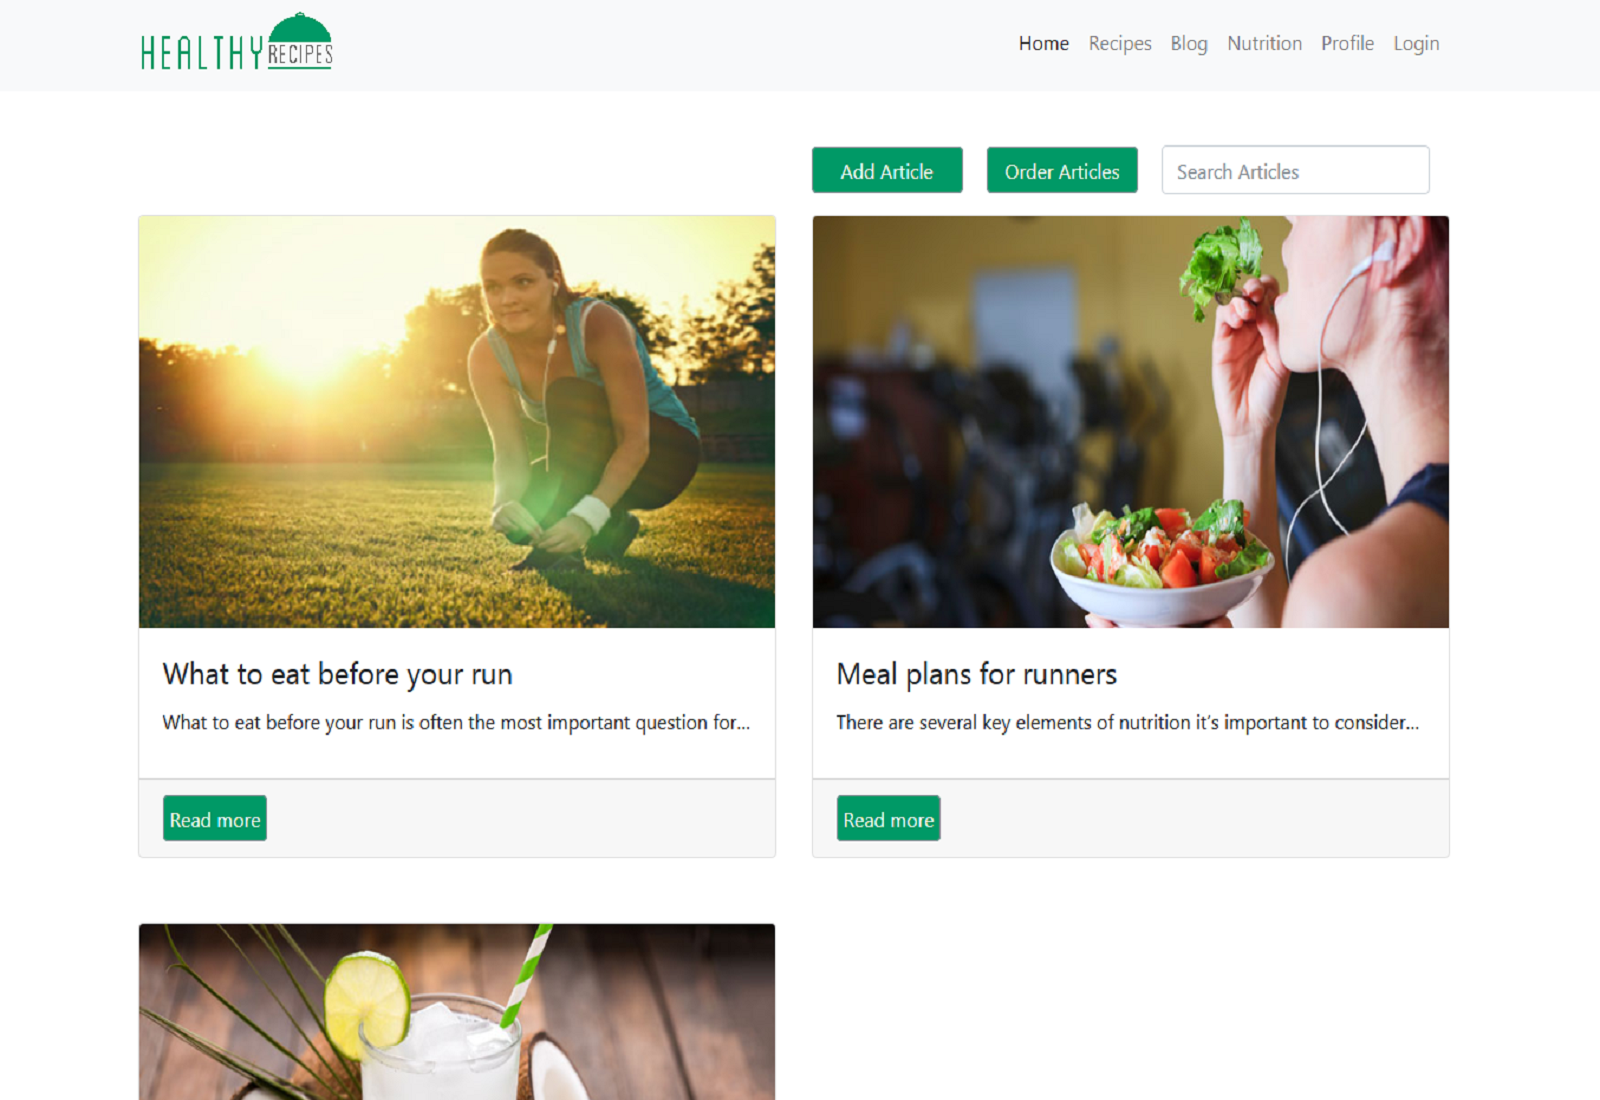 HEALTHY RECIPES
Home Recipes Blog Nutrition Profile Login
Add Article Order Articles Search Articles
What to eat before your run
What to eat before your run is often the most important question for...
Read more
Meal plans for runners
There are several key elements of nutrition it’s important to consider...
Read more